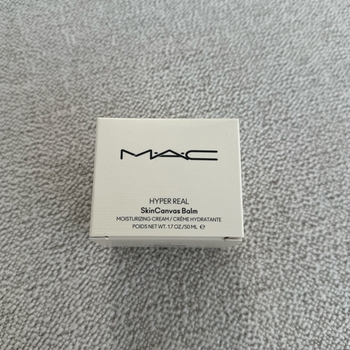 M·A·C
HYPER REAL
SkinCanvas Balm
MOISTURIZING CREAM / CRÈME HYDRATANTE
POIDS NET WT. 1.7 OZ./50 ML ℮